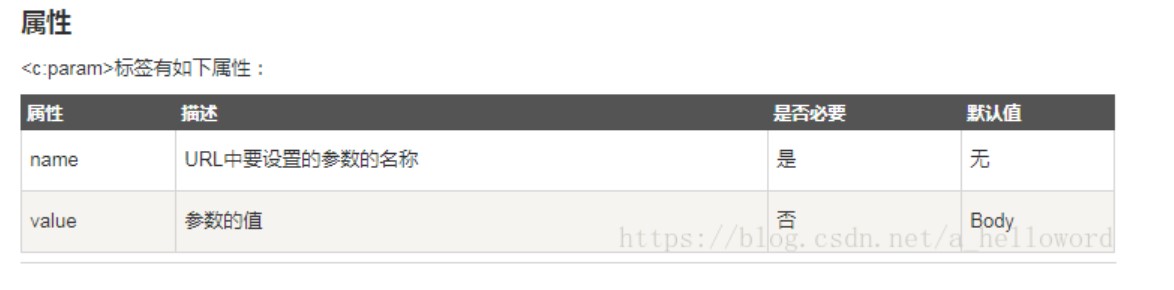 属性
<c:param>标签有如下属性：
属性 描述 是否必要 默认值
name URL中要设置的参数的名称 是 无
value 参数的值 否 Body
https://blog.csdn.net/a_helloword